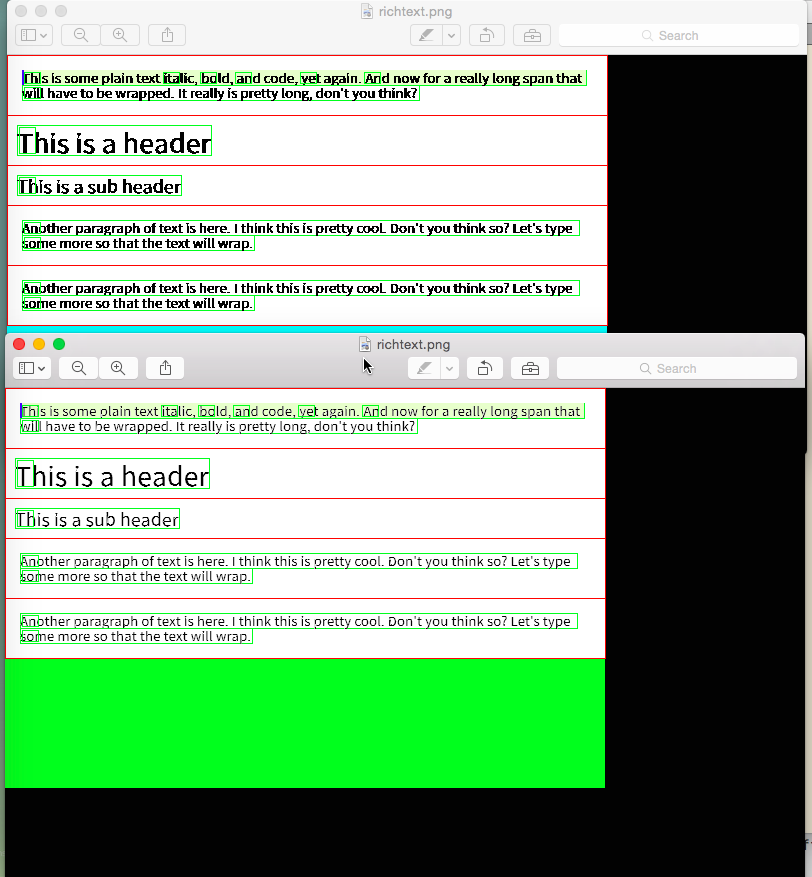 richtext.png
Search
This is some plain text italic, bold, and code, yet again. And now for a really long span that
will have to be wrapped. It really is pretty long, don't you think?
This is a header
This is a sub header
Another paragraph of text is here. I think this is pretty cool. Don't you think so? Let's type
some more so that the text will wrap.
Another paragraph of text is here. I think this is pretty cool. Don't you think so? Let's type
some more so that the text will wrap.
richtext.png
Search
This is some plain text italic, bold, and code, yet again. And now for a really long span that
will have to be wrapped. It really is pretty long, don't you think?
This is a header
This is a sub header
Another paragraph of text is here. I think this is pretty cool. Don't you think so? Let's type
some more so that the text will wrap.
Another paragraph of text is here. I think this is pretty cool. Don't you think so? Let's type
some more so that the text will wrap.